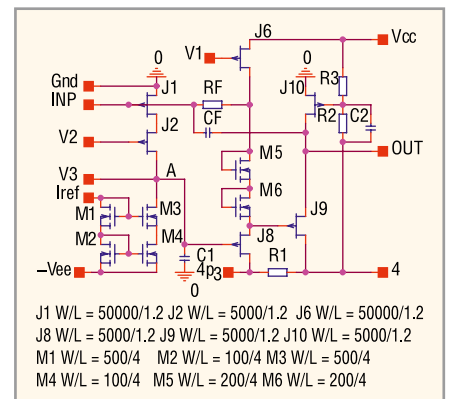 J6
Vcc
V1
0
0
Gnd
J1
R3
INP
RF
J10
CF
R2
C2
V2
J2
OUT
M5
V3
A
Iref
M6
M1
M3
J9
M2
M4
J8
C1
R1
4p
3
−Vee
4
0
J1 W/L = 50000/1.2 J2 W/L = 5000/1.2 J6 W/L = 50000/1.2
J8 W/L = 5000/1.2 J9 W/L = 5000/1.2 J10 W/L = 5000/1.2
M1 W/L = 500/4 M2 W/L = 100/4 M3 W/L = 500/4
M4 W/L = 100/4 M5 W/L = 200/4 M6 W/L = 200/4